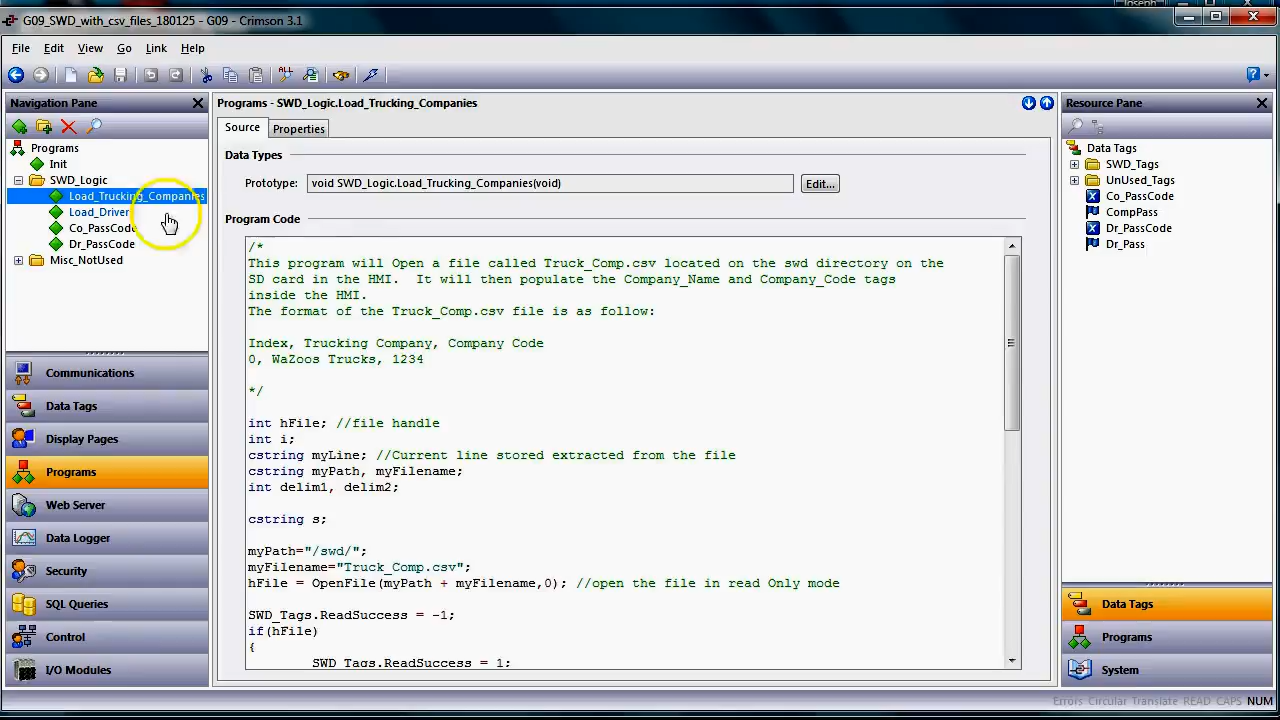 Joseph
G09_SWD_with_csv_files_180125 - G09 - Crimson 3.1
File Edit View Go Link Help
ALL
Navigation Pane
Programs
Init
SWD_Logic
Load_Trucking_Companies
Load_Driver
Co_PassCode
Dr_PassCode
Misc_NotUsed
Communications
Data Tags
Display Pages
Programs
Web Server
Data Logger
Security
SQL Queries
Control
I/O Modules
Programs - SWD_Logic.Load_Trucking_Companies
Source Properties
Data Types
Prototype: void SWD_Logic.Load_Trucking_Companies(void) Edit...
Program Code
/*
This program will Open a file called Truck_Comp.csv located on the swd directory on the
SD card in the HMI.  It will then populate the Company_Name and Company_Code tags
inside the HMI.
The format of the Truck_Comp.csv file is as follow:
Index, Trucking Company, Company Code
0, WaZoos Trucks, 1234
*/
int hFile; //file handle
int i;
cstring myLine; //Current line stored extracted from the file
cstring myPath, myFilename;
int delim1, delim2;
cstring s;
myPath="/swd/";
myFilename="Truck_Comp.csv";
hFile = OpenFile(myPath + myFilename,0); //open the file in read Only mode
SWD_Tags.ReadSuccess = -1;
if(hFile)
{
SWD_Tags.ReadSuccess = 1;
Resource Pane
Data Tags
SWD_Tags
UnUsed_Tags
Co_PassCode
CompPass
Dr_PassCode
Dr_Pass
Data Tags
Programs
System
Errors Circular Translate READ CAPS NUM